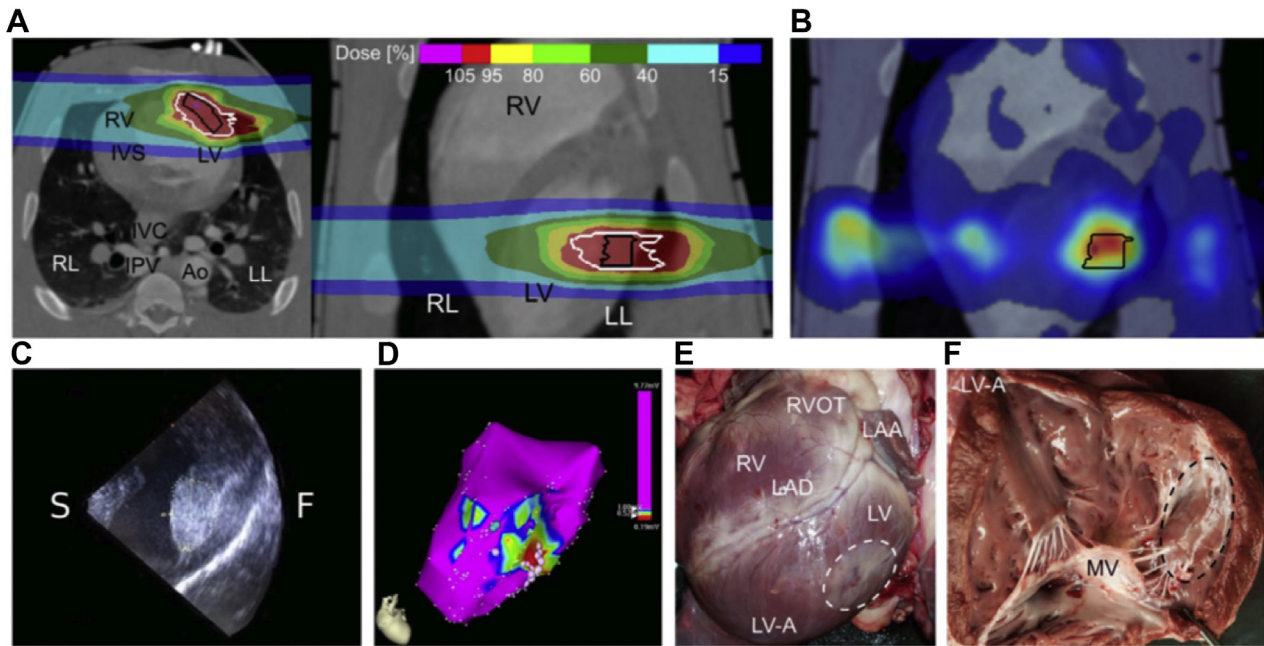 A
B
Dose [%]
105 95 80 60 40 15
RV
RV
IVS
LV
IVC
IPV
Ao
RL
LL
LV
RL
LL
C
D
E
F
S
F
RVOT
LAA
RV
LAD
LV
LV-A
LV-A
MV